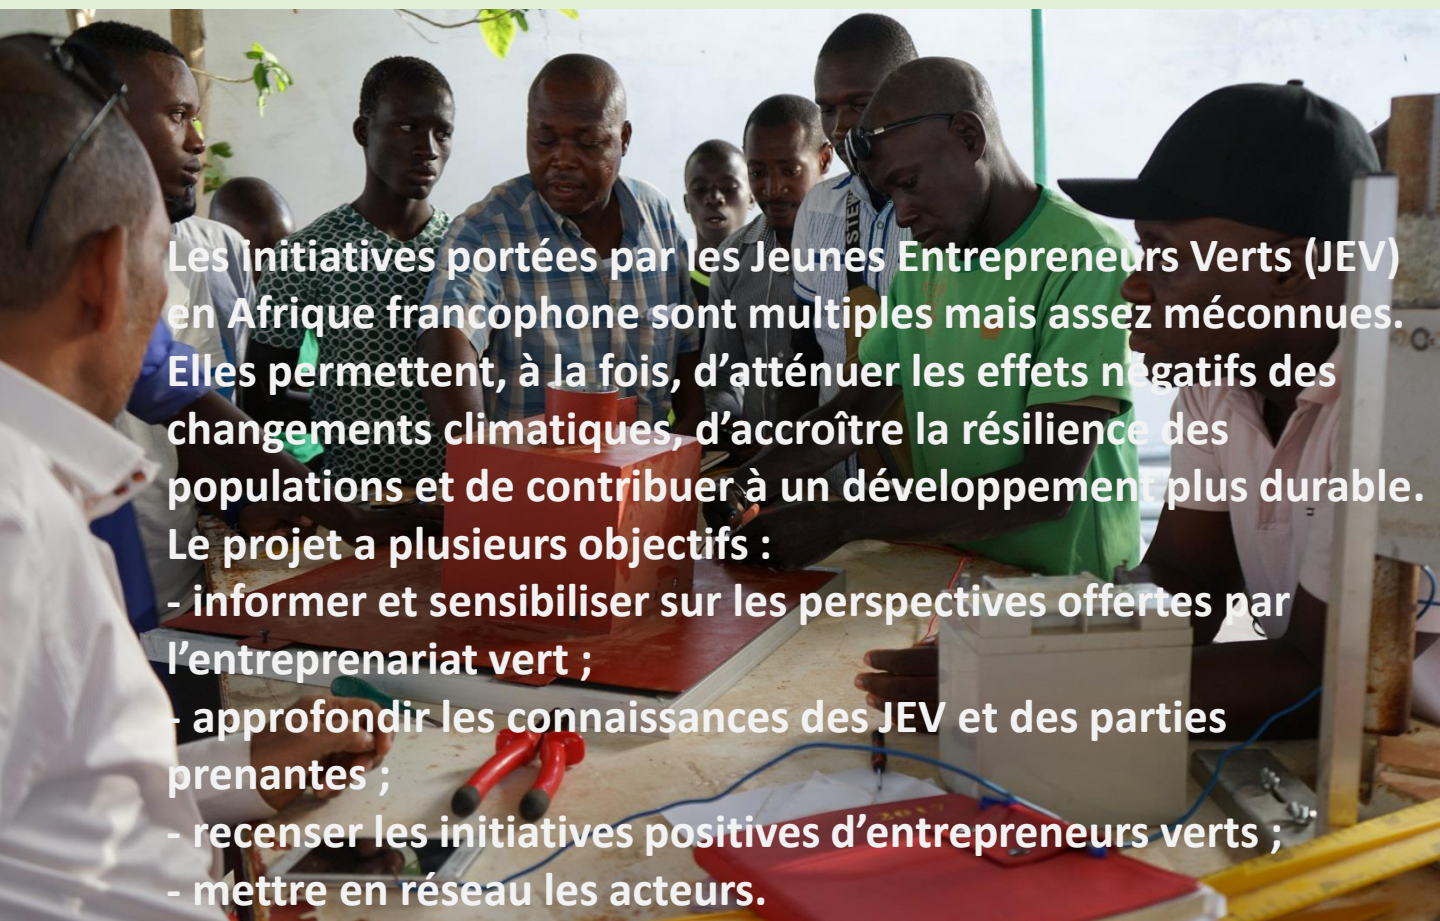 Les initiatives portées par les Jeunes Entrepreneurs Verts (JEV)
en Afrique francophone sont multiples mais assez méconnues.
Elles permettent, à la fois, d’atténuer les effets négatifs des
changements climatiques, d’accroître la résilience des
populations et de contribuer à un développement plus durable.
Le projet a plusieurs objectifs :
- informer et sensibiliser sur les perspectives offertes par
l’entreprenariat vert ;
- approfondir les connaissances des JEV et des parties
prenantes ;
- recenser les initiatives positives d’entrepreneurs verts ;
- mettre en réseau les acteurs.
2017